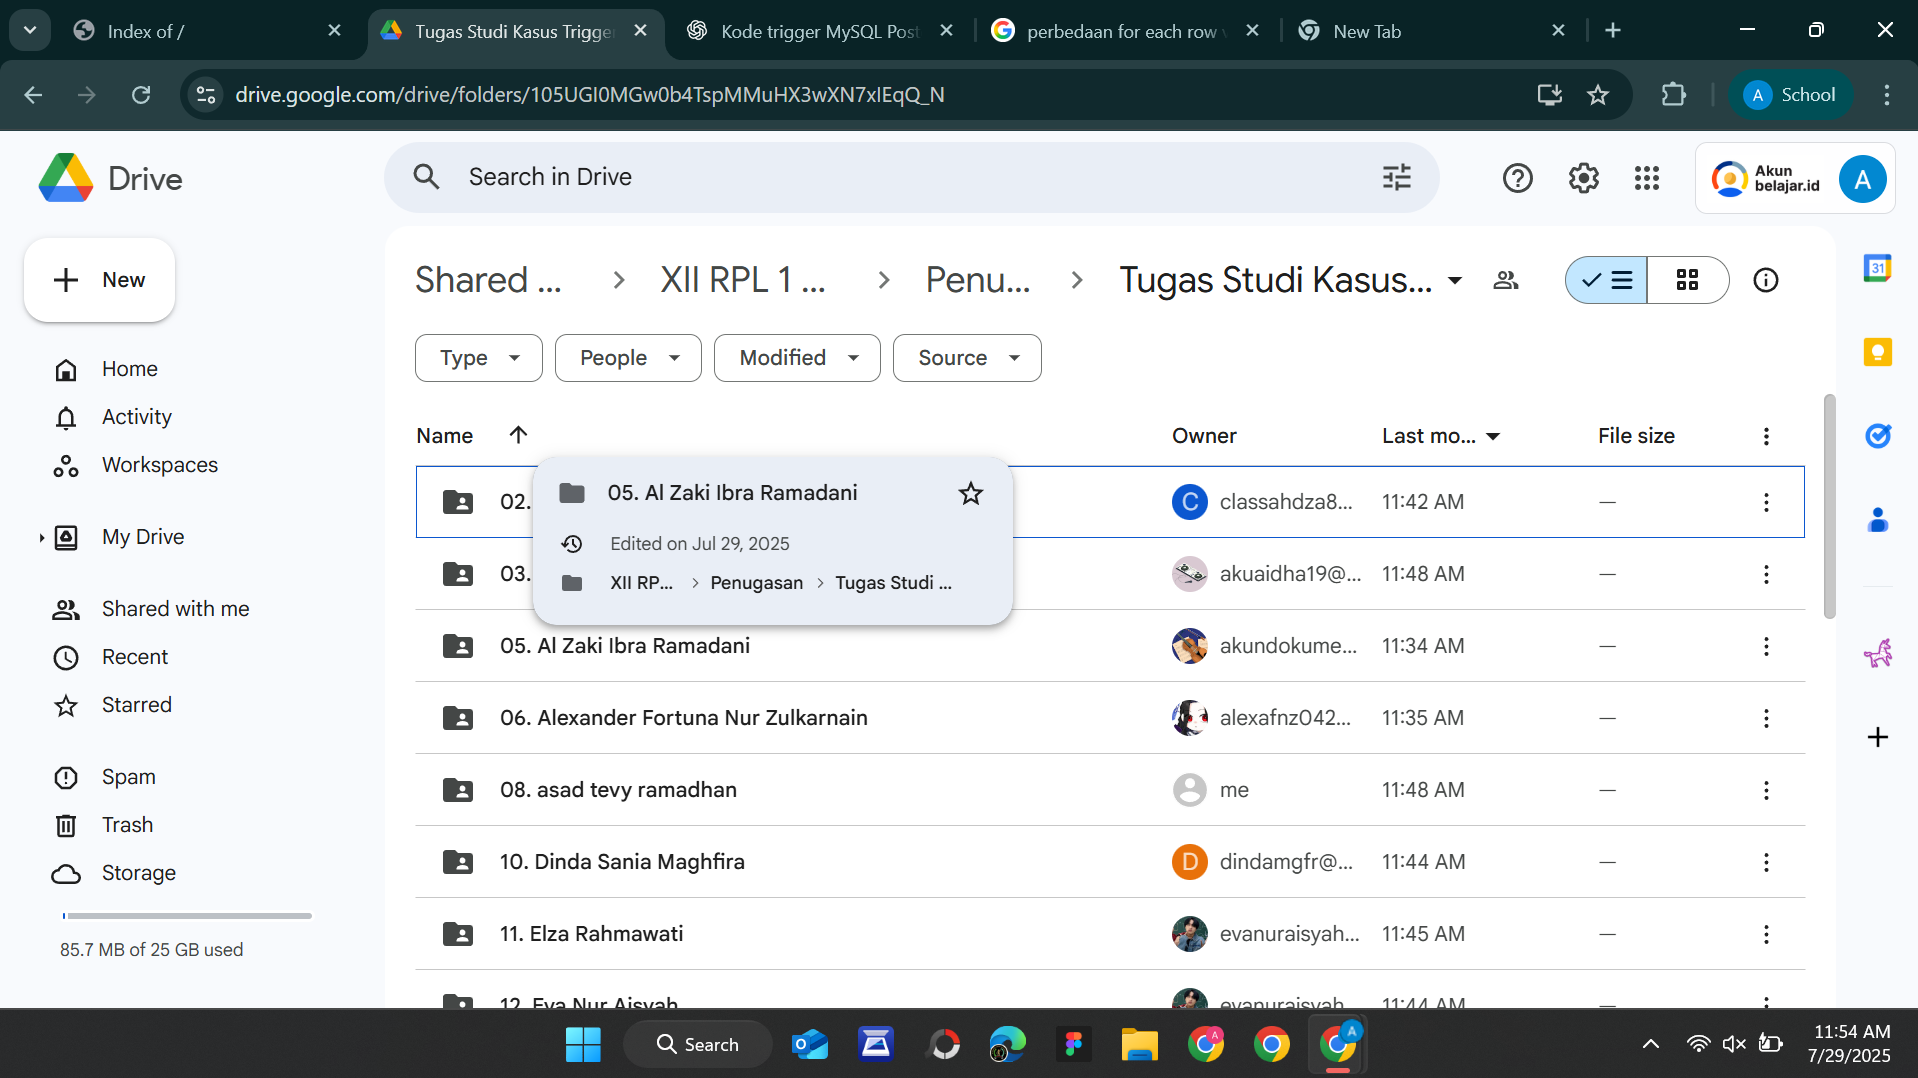 Index of /
Tugas Studi Kasus Trigge
Kode trigger MySQL Post
perbedaan for each row v
New Tab
drive.google.com/drive/folders/105UGI0MGw0b4TspMMuHX3wXN7xIEqQ_N
A School
Drive
Search in Drive
Akun
belajar.id
A
New
Shared ... > XII RPL 1 ... > Penu... > Tugas Studi Kasus...
Type
People
Modified
Source
Home
Activity
Workspaces
My Drive
Shared with me
Recent
Starred
Spam
Trash
Storage
85.7 MB of 25 GB used
Name Owner Last mo... File size
02. C classahdza8... 11:42 AM —
05. Al Zaki Ibra Ramadani
Edited on Jul 29, 2025
XII RP... > Penugasan > Tugas Studi ...
03. akuaidha19@... 11:48 AM —
05. Al Zaki Ibra Ramadani akundokume... 11:34 AM —
06. Alexander Fortuna Nur Zulkarnain alexafnz042... 11:35 AM —
08. asad tevy ramadhan me 11:48 AM —
10. Dinda Sania Maghfira D dindamgfr@... 11:44 AM —
11. Elza Rahmawati evanuraisyah... 11:45 AM —
12. Eva Nur Aisyah evanuraisyah... 11:44 AM —
31
Search
A
A
11:54 AM
7/29/2025